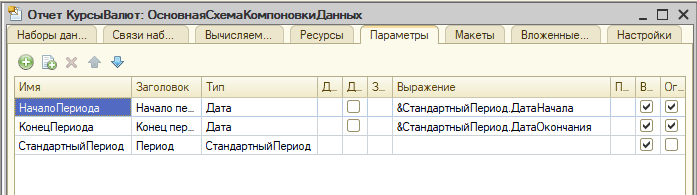 Отчет КурсыВалют: ОсновнаяСхемаКомпоновкиДанных
Наборы дан... Связи наб... Вычисляем... Ресурсы Параметры Макеты Вложенные... Настройки
Имя Заголовок Тип Д... Д... З... Выражение П... В... Ог...
НачалоПериода Начало пе... Дата &СтандартныйПериод.ДатаНачала
КонецПериода Конец пер... Дата &СтандартныйПериод.ДатаОкончания
СтандартныйПериод Период СтандартныйПериод